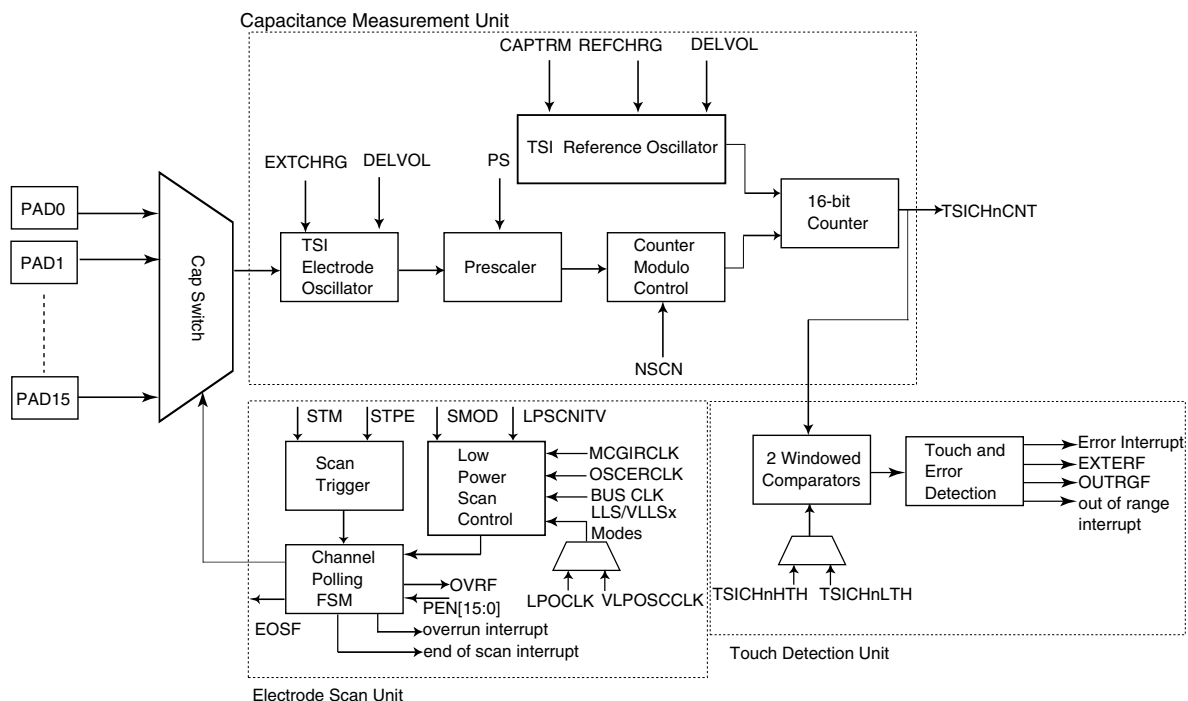 Capacitance Measurement Unit
CAPTRM REFCHRG DELVOL
TSI Reference Oscillator
EXTCHRG DELVOL
PS
PAD0
PAD1
PAD15
Cap Switch
TSI
Electrode
Oscillator
Prescaler
Counter
Modulo
Control
16-bit
Counter
TSICHnCNT
NSCN
STM STPE SMOD LPSCNITV
Scan
Trigger
Low
Power
Scan
Control
MCGIRCLK
OSCERCLK
BUS CLK
LLS/VLLSx
Modes
LPOCLK VLPOSCCLK
Channel
Polling
FSM
OVRF
PEN[15:0]
EOSF
overrun interrupt
end of scan interrupt
Electrode Scan Unit
2 Windowed
Comparators
Touch and
Error
Detection
Error Interrupt
EXTERF
OUTRGF
out of range
interrupt
TSICHnHTH TSICHnLTH
Touch Detection Unit